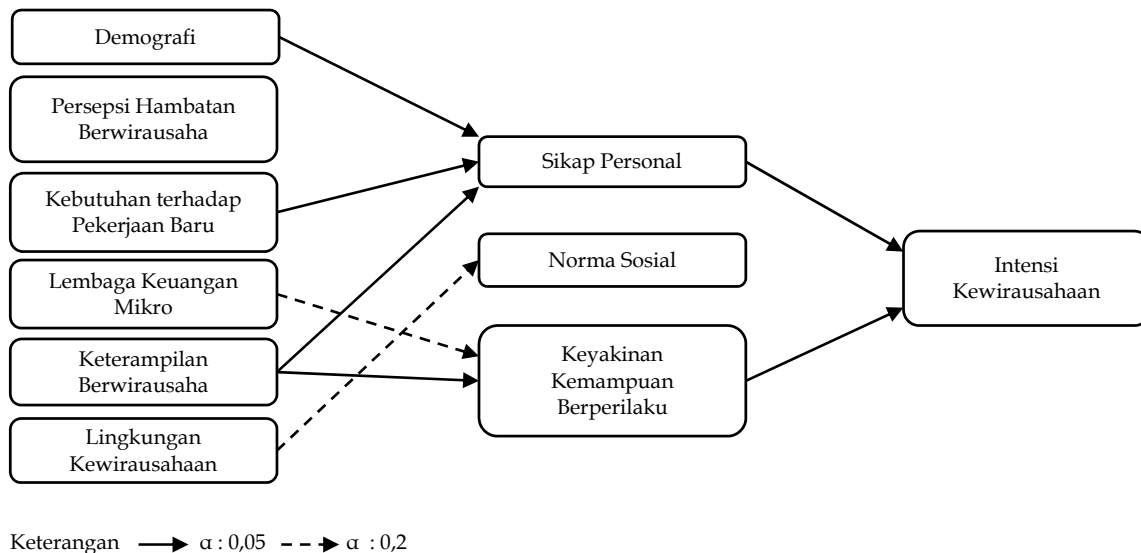 Demografi
Persepsi Hambatan
Berwirausaha
Kebutuhan terhadap
Pekerjaan Baru
Lembaga Keuangan
Mikro
Keterampilan
Berwirausaha
Lingkungan
Kewirausahaan
Sikap Personal
Norma Sosial
Keyakinan
Kemampuan
Berperilaku
Intensi
Kewirausahaan
Keterangan α : 0,05 α : 0,2